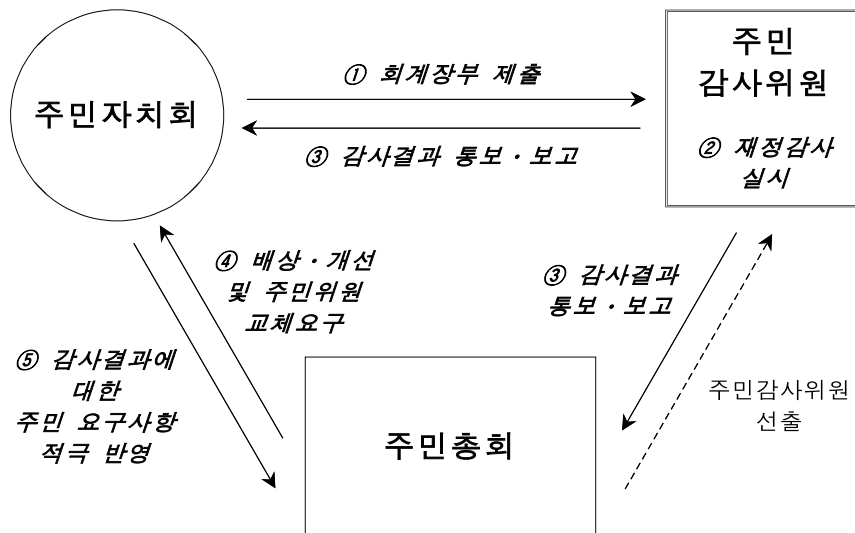 주민자치회
① 회계장부 제출
③ 감사결과 통보·보고
주민
감사위원
② 재정감사
실시
④ 배상·개선
및 주민위원
교체요구
③ 감사결과
통보·보고
⑤ 감사결과에
대한
주민 요구사항
적극 반영
주민총회
주민감사위원
선출